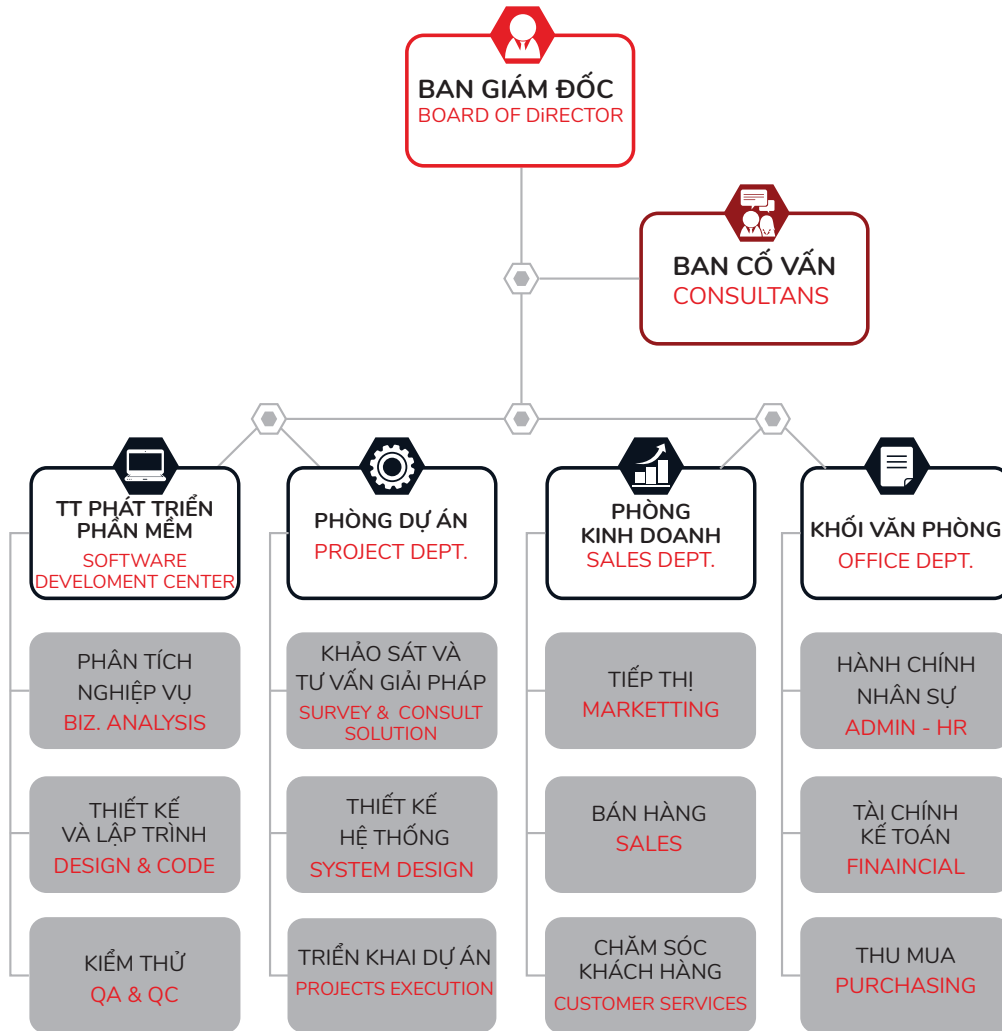 BAN GIÁM ĐỐC
BOARD OF DiRECTOR
BAN CỐ VẤN
CONSULTANS
TT PHÁT TRIỂN
PHẦN MỀM
SOFTWARE
DEVELOMENT CENTER
PHÒNG DỰ ÁN
PROJECT DEPT.
PHÒNG
KINH DOANH
SALES DEPT.
KHỐI VĂN PHÒNG
OFFICE DEPT.
PHÂN TÍCH
NGHIỆP VỤ
BIZ. ANALYSIS
KHẢO SÁT VÀ
TƯ VẤN GIẢI PHÁP
SURVEY & CONSULT
SOLUTION
TIẾP THỊ
MARKETTING
HÀNH CHÍNH
NHÂN SỰ
ADMIN - HR
THIẾT KẾ
VÀ LẬP TRÌNH
DESIGN & CODE
THIẾT KẾ
HỆ THỐNG
SYSTEM DESIGN
BÁN HÀNG
SALES
TÀI CHÍNH
KẾ TOÁN
FINAINCIAL
KIỂM THỬ
QA & QC
TRIỂN KHAI DỰ ÁN
PROJECTS EXECUTION
CHĂM SÓC
KHÁCH HÀNG
CUSTOMER SERVICES
THU MUA
PURCHASING